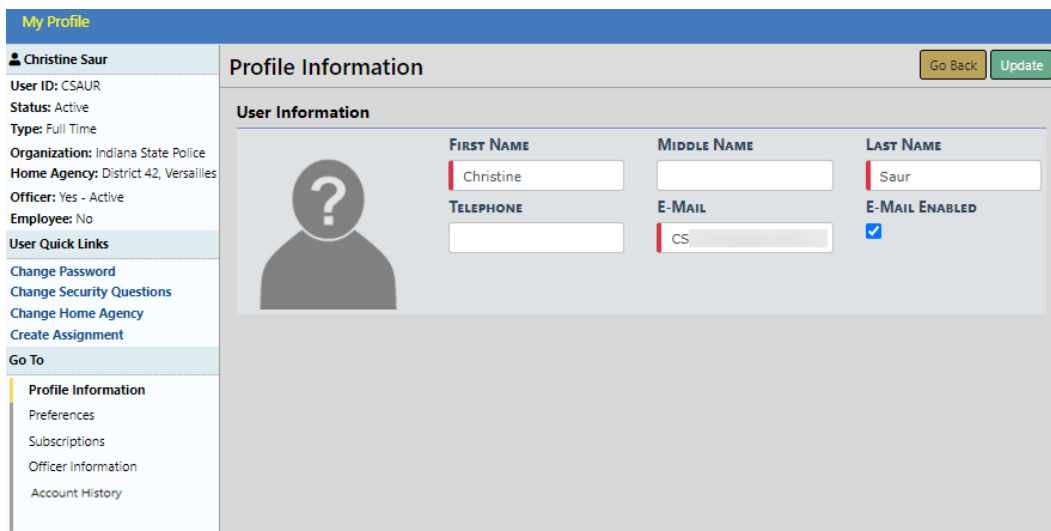 My Profile
Christine Saur
User ID: CSAUR
Status: Active
Type: Full Time
Organization: Indiana State Police
Home Agency: District 42, Versailles
Officer: Yes - Active
Employee: No
User Quick Links
Change Password
Change Security Questions
Change Home Agency
Create Assignment
Go To
Profile Information
Preferences
Subscriptions
Officer Information
Account History
Profile Information
Go Back
Update
User Information
First Name
Middle Name
Last Name
Christine
Saur
Telephone
E-Mail
E-Mail Enabled
CS